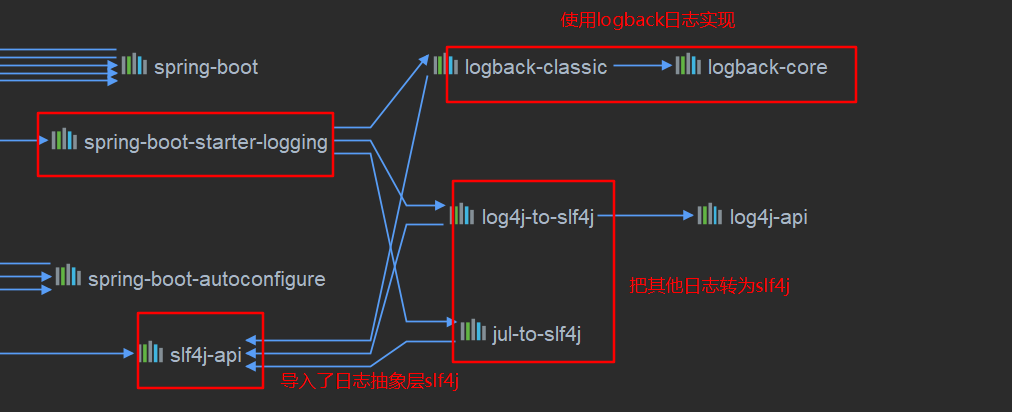 使用logback日志实现
spring-boot
logback-classic
logback-core
spring-boot-starter-logging
log4j-to-slf4j
log4j-api
spring-boot-autoconfigure
把其他日志转为slf4j
jul-to-slf4j
slf4j-api
导入了日志抽象层slf4j